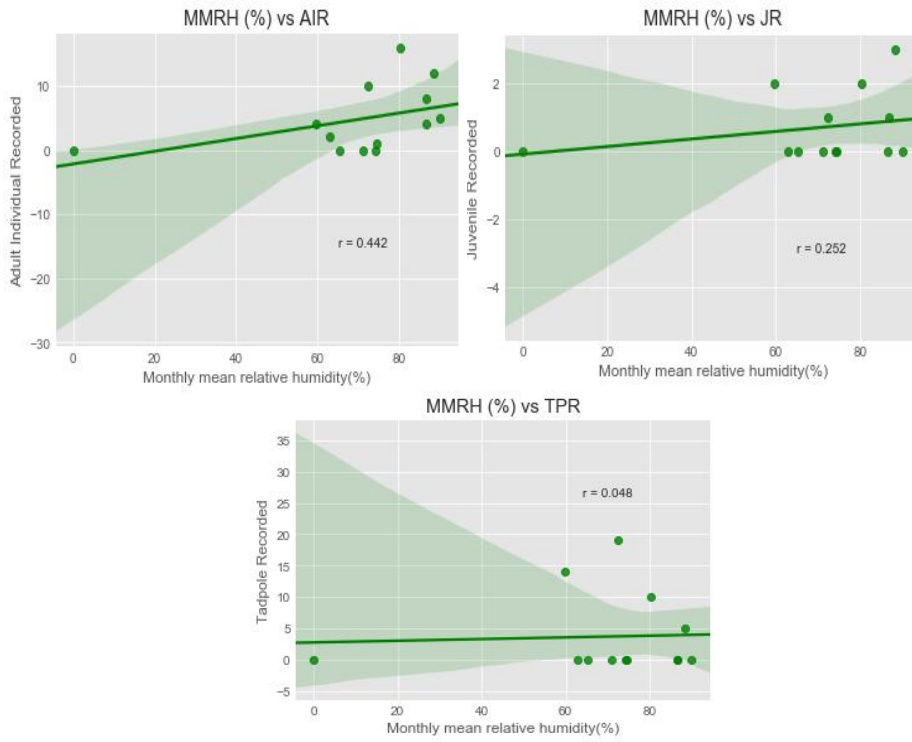 MMRH (%) vs AIR
Adult Individual Recorded
10
0
−10
−20
−30
r = 0.442
0 20 40 60 80
Monthly mean relative humidity(%)
MMRH (%) vs JR
Juvenile Recorded
2
0
−2
−4
r = 0.252
0 20 40 60 80
Monthly mean relative humidity(%)
MMRH (%) vs TPR
Tadpole Recorded
35
30
25
20
15
10
5
0
−5
r = 0.048
0 20 40 60 80
Monthly mean relative humidity(%)